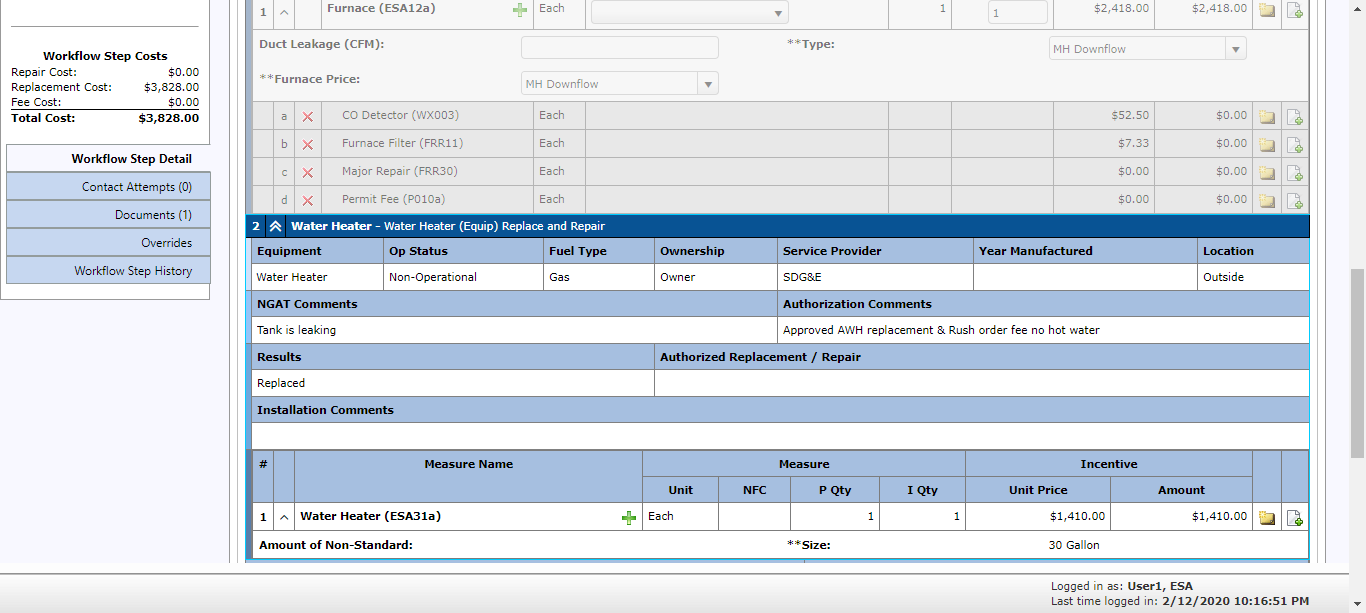 Workflow Step Costs
Repair Cost: $0.00
Replacement Cost: $3,828.00
Fee Cost: $0.00
Total Cost: $3,828.00
Workflow Step Detail
Contact Attempts (0)
Documents (1)
Overrides
Workflow Step History
1 Furnace (ESA12a) Each 1 1 $2,418.00 $2,418.00
Duct Leakage (CFM): **Type: MH Downflow
**Furnace Price: MH Downflow
a CO Detector (WX003) Each $52.50 $0.00
b Furnace Filter (FRR11) Each $7.33 $0.00
c Major Repair (FRR30) Each $0.00 $0.00
d Permit Fee (P010a) Each $0.00 $0.00
2 Water Heater - Water Heater (Equip) Replace and Repair
Equipment Op Status Fuel Type Ownership Service Provider Year Manufactured Location
Water Heater Non-Operational Gas Owner SDG&E Outside
NGAT Comments Authorization Comments
Tank is leaking Approved AWH replacement & Rush order fee no hot water
Results Authorized Replacement / Repair
Replaced
Installation Comments
# Measure Name Measure Incentive
Unit NFC P Qty I Qty Unit Price Amount
1 Water Heater (ESA31a) Each 1 1 $1,410.00 $1,410.00
Amount of Non-Standard: **Size: 30 Gallon
Logged in as: User1, ESA
Last time logged in: 2/12/2020 10:16:51 PM